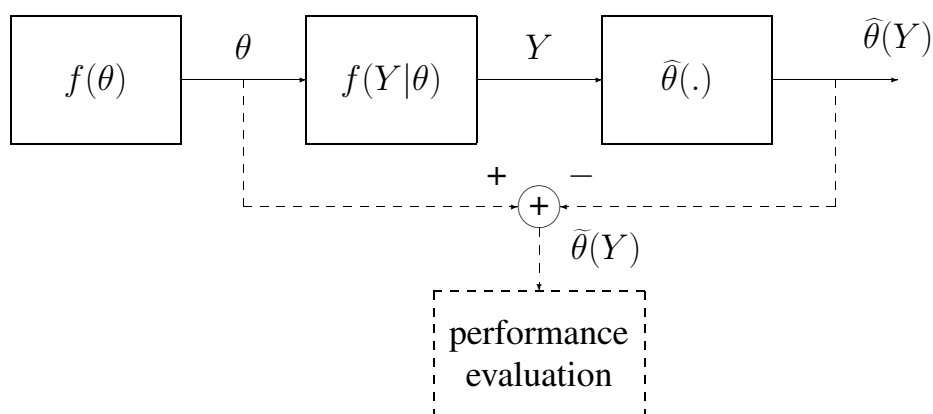 f(θ)
θ
f(Y|θ)
Y
θ̂(.)
θ̂(Y)
+
−
+
θ̃(Y)
performance
evaluation